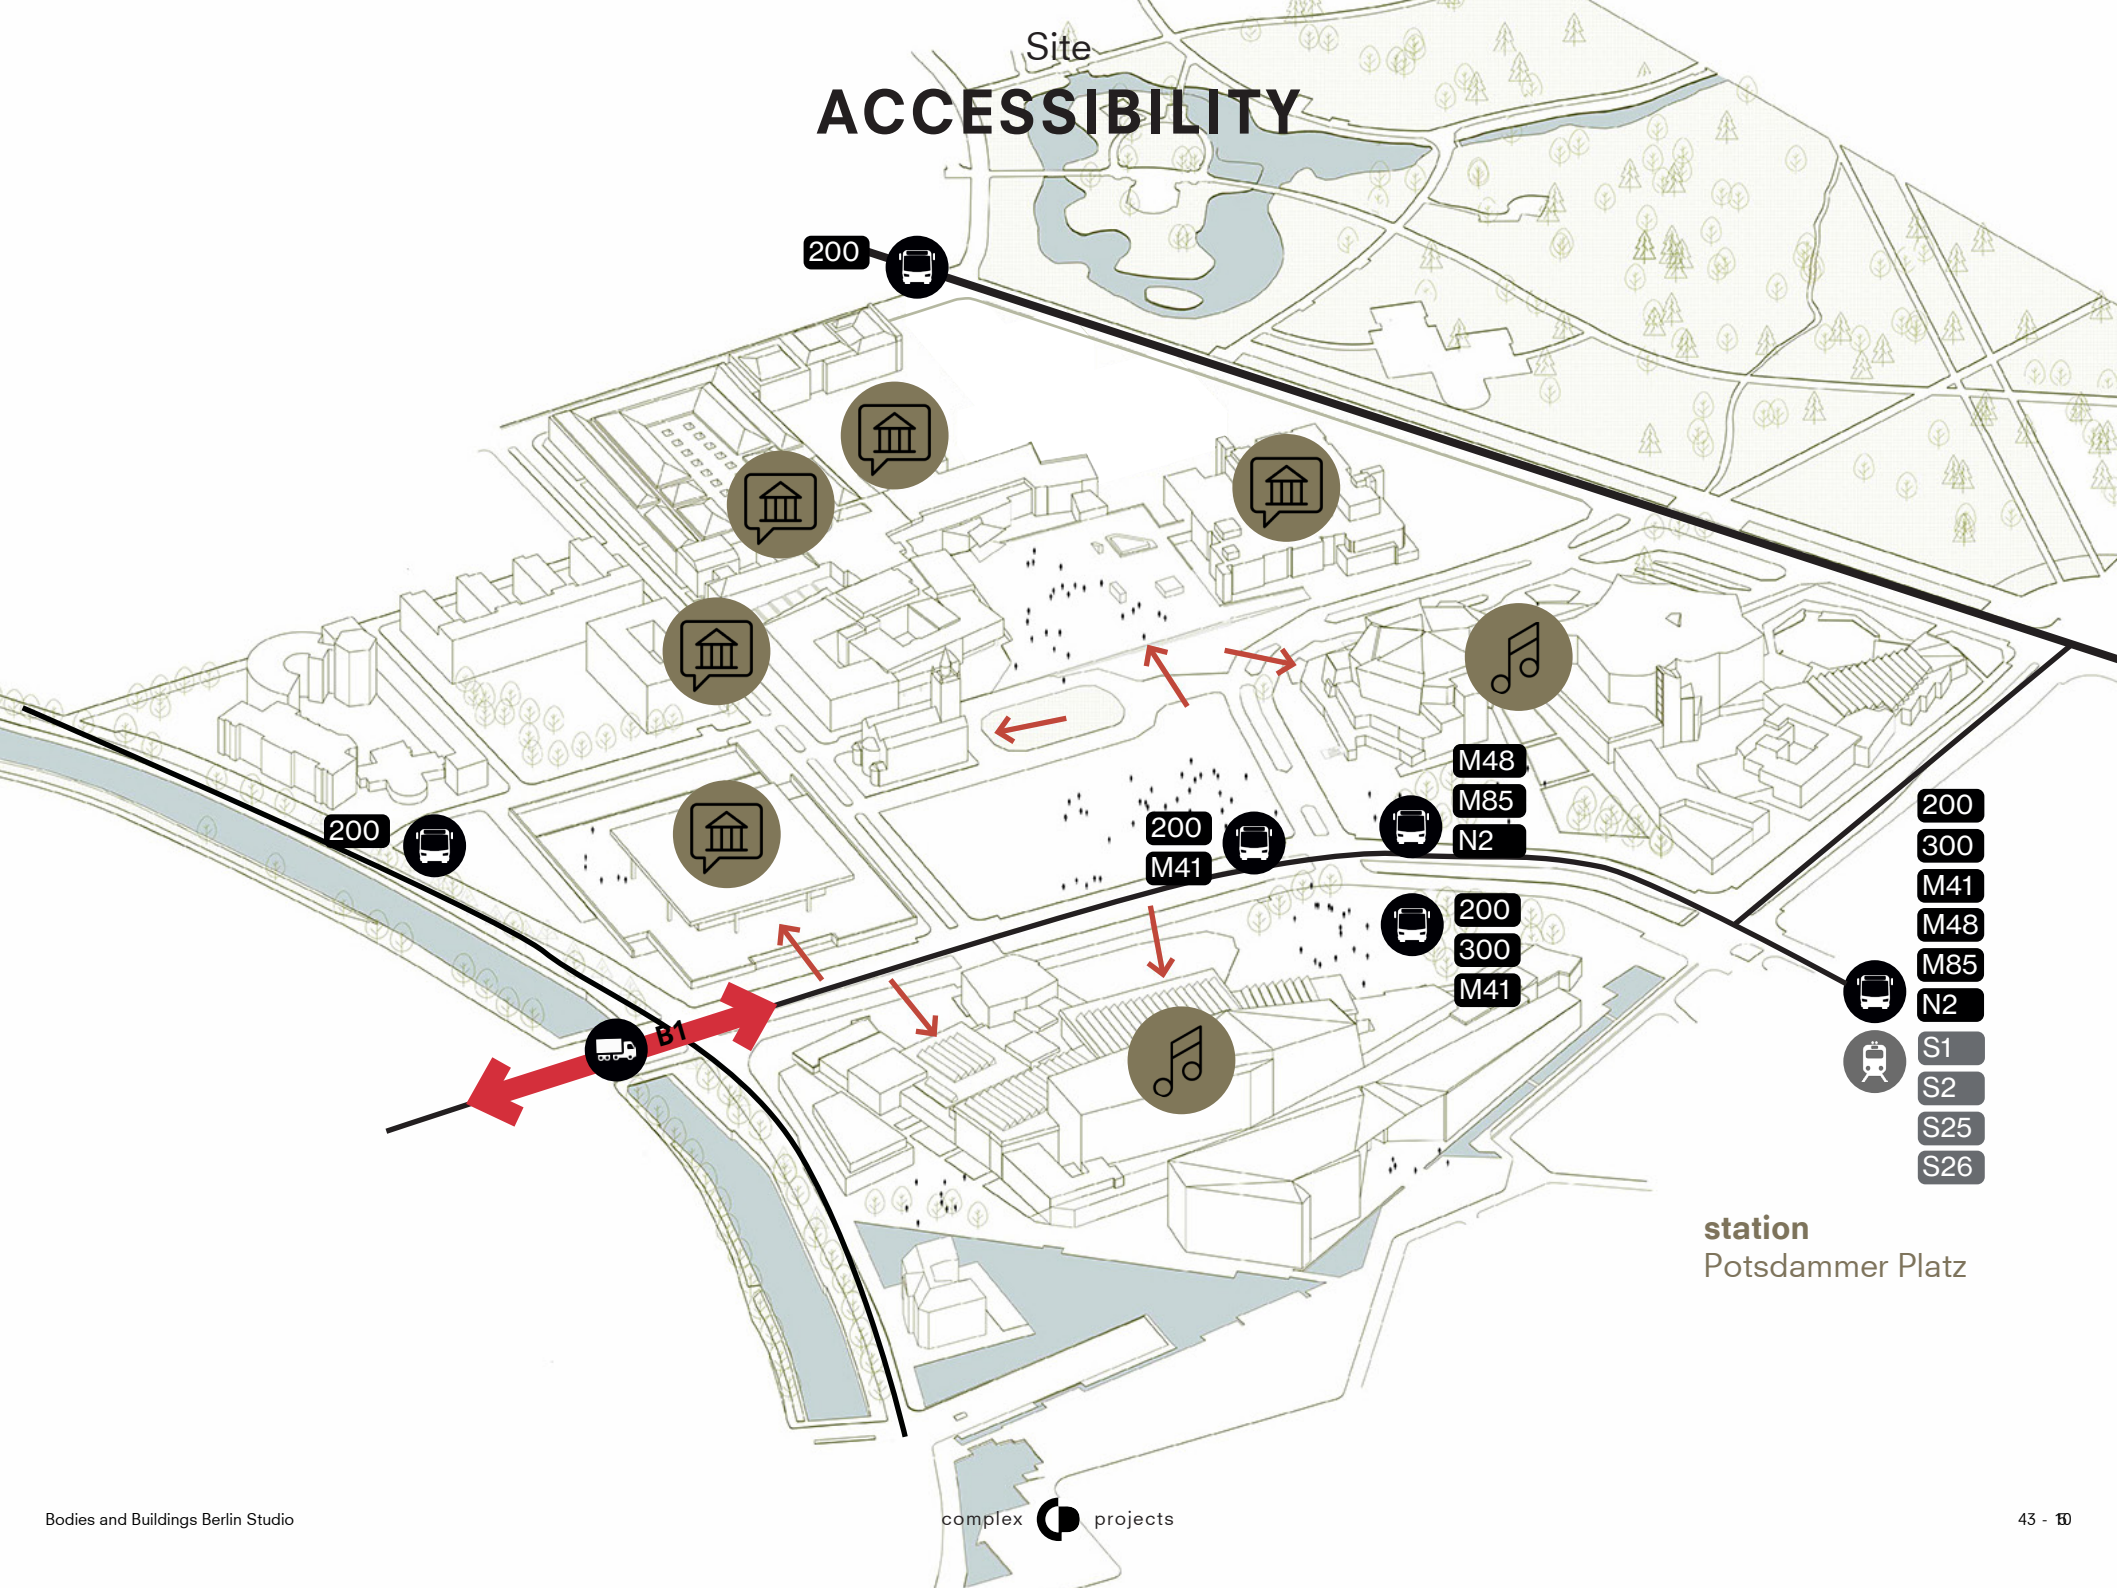 Site
ACCESSIBILITY
200
M48
M85
N2
200
200
M41
200
300
M41
200
300
M41
M48
M85
N2
S1
S2
S25
S26
B1
station
Potsdammer Platz
Bodies and Buildings Berlin Studio
complex projects
43 -